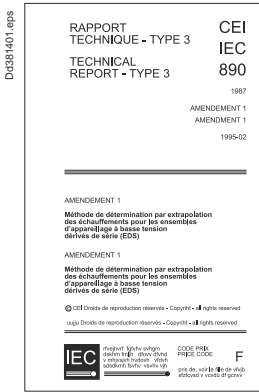 Dd381401.eps
RAPPORT
TECHNIQUE - TYPE 3
TECHNICAL
REPORT - TYPE 3
CEI
IEC
890
1987
AMENDEMENT 1
AMENDMENT 1
1995-02
AMENDEMENT 1
Méthode de détermination par extrapolation
des échauffements pour les ensembles
d'appareillage à basse tension
dérivés de série (EDS)
AMENDEMENT 1
Méthode de détermination par extrapolation
des échauffements pour les ensembles
d'appareillage à basse tension
dérivés de série (EDS)
© CEI Droits de reproduction réservés - Copyriht - all rights reserved
uujju Droits de reproduction réservés - Copyriht - all rights reserved
IEC
CODE PRIX
PRICE CODE
F